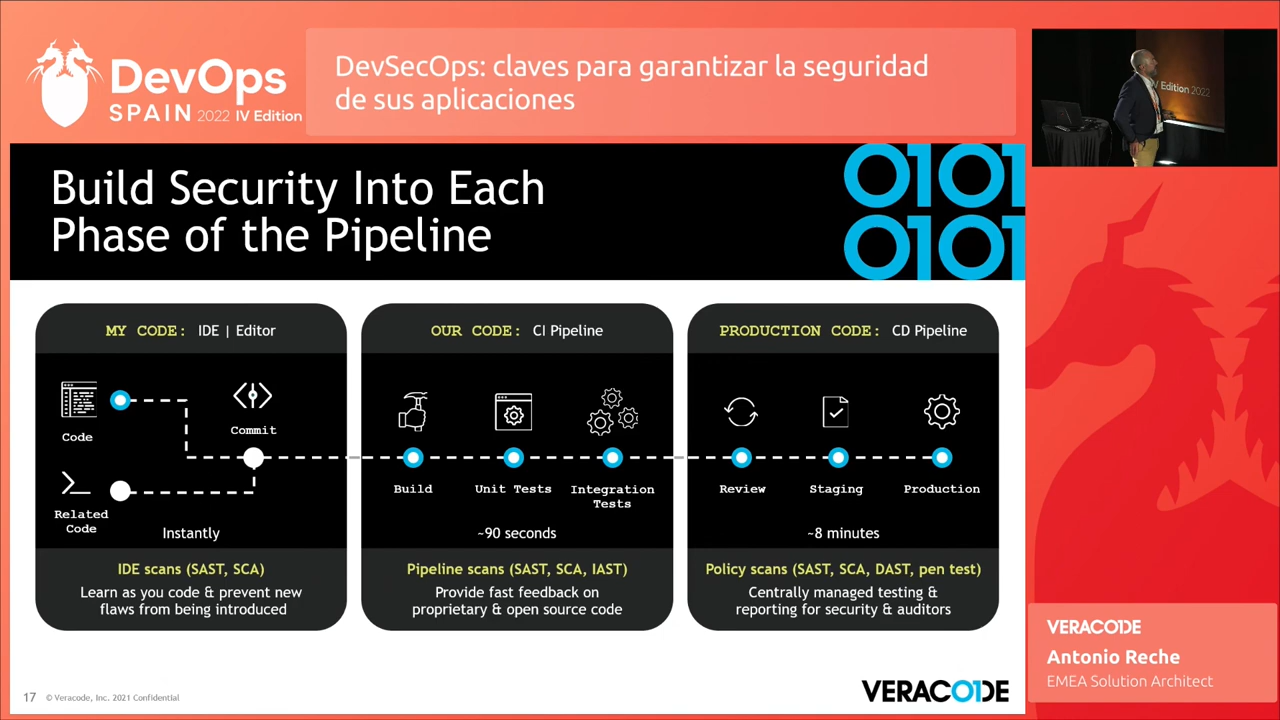 DevOps
SPAIN 2022 IV Edition
DevSecOps: claves para garantizar la seguridad
de sus aplicaciones
IV Edition 2022
Build Security Into Each
Phase of the Pipeline
0101
0101
MY CODE: IDE | Editor
Code
Commit
Related
Code
Instantly
IDE scans (SAST, SCA)
Learn as you code & prevent new
flaws from being introduced
OUR CODE: CI Pipeline
Build
Unit Tests
Integration
Tests
~90 seconds
Pipeline scans (SAST, SCA, IAST)
Provide fast feedback on
proprietary & open source code
PRODUCTION CODE: CD Pipeline
Review
Staging
Production
~8 minutes
Policy scans (SAST, SCA, DAST, pen test)
Centrally managed testing &
reporting for security & auditors
17 © Veracode, Inc. 2021 Confidential
VERACODE
VERACODE
Antonio Reche
EMEA Solution Architect